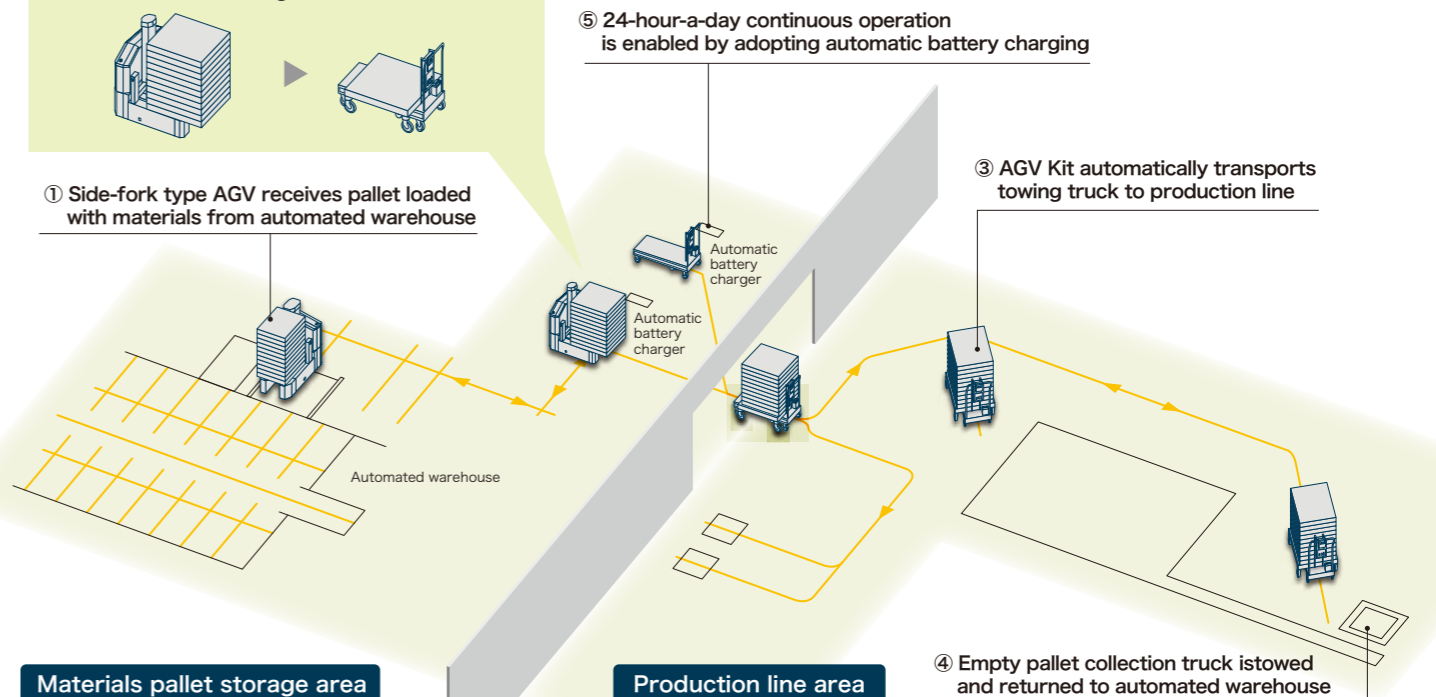 ⑤ 24-hour-a-day continuous operation
is enabled by adopting automatic battery charging
① Side-fork type AGV receives pallet loaded
with materials from automated warehouse
③ AGV Kit automatically transports
towing truck to production line
Automatic
battery
charger
Automatic
battery
charger
Automated warehouse
Materials pallet storage area
Production line area
④ Empty pallet collection truck istowed
and returned to automated warehouse